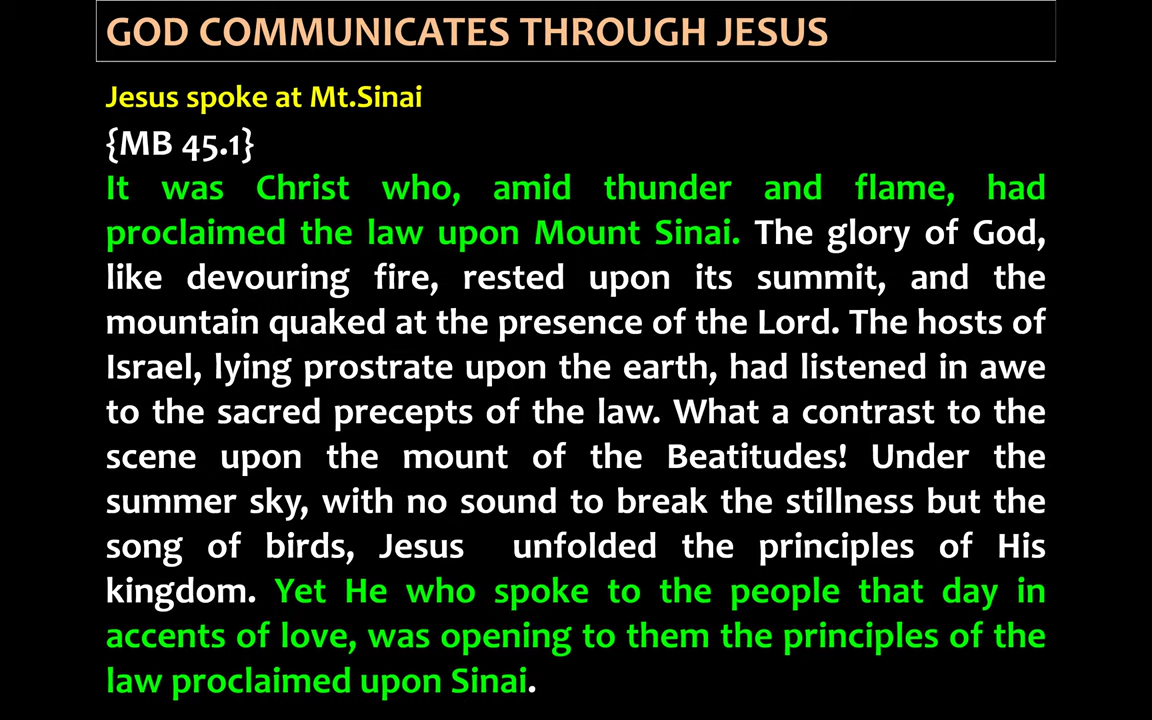 GOD COMMUNICATES THROUGH JESUS
Jesus spoke at Mt.Sinai
{MB 45.1}
It was Christ who, amid thunder and flame, had
proclaimed the law upon Mount Sinai. The glory of God,
like devouring fire, rested upon its summit, and the
mountain quaked at the presence of the Lord. The hosts of
Israel, lying prostrate upon the earth, had listened in awe
to the sacred precepts of the law. What a contrast to the
scene upon the mount of the Beatitudes! Under the
summer sky, with no sound to break the stillness but the
song of birds, Jesus unfolded the principles of His
kingdom. Yet He who spoke to the people that day in
accents of love, was opening to them the principles of the
law proclaimed upon Sinai.